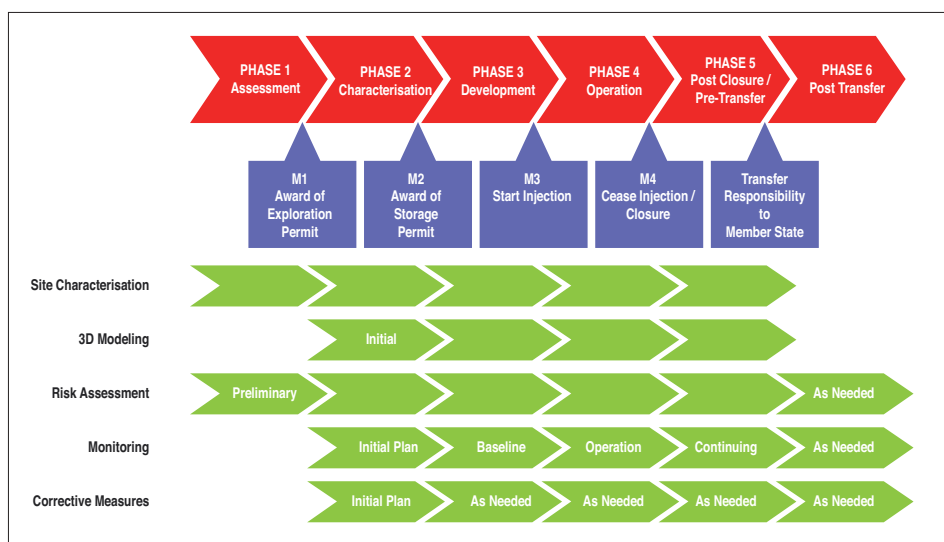 PHASE 1
Assessment
PHASE 2
Characterisation
PHASE 3
Development
PHASE 4
Operation
PHASE 5
Post Closure /
Pre-Transfer
PHASE 6
Post Transfer
M1
Award of
Exploration
Permit
M2
Award of
Storage
Permit
M3
Start Injection
M4
Cease Injection /
Closure
Transfer
Responsibility
to
Member State
Site Characterisation
3D Modeling
Initial
Risk Assessment
Preliminary
As Needed
Monitoring
Initial Plan
Baseline
Operation
Continuing
As Needed
Corrective Measures
Initial Plan
As Needed
As Needed
As Needed
As Needed